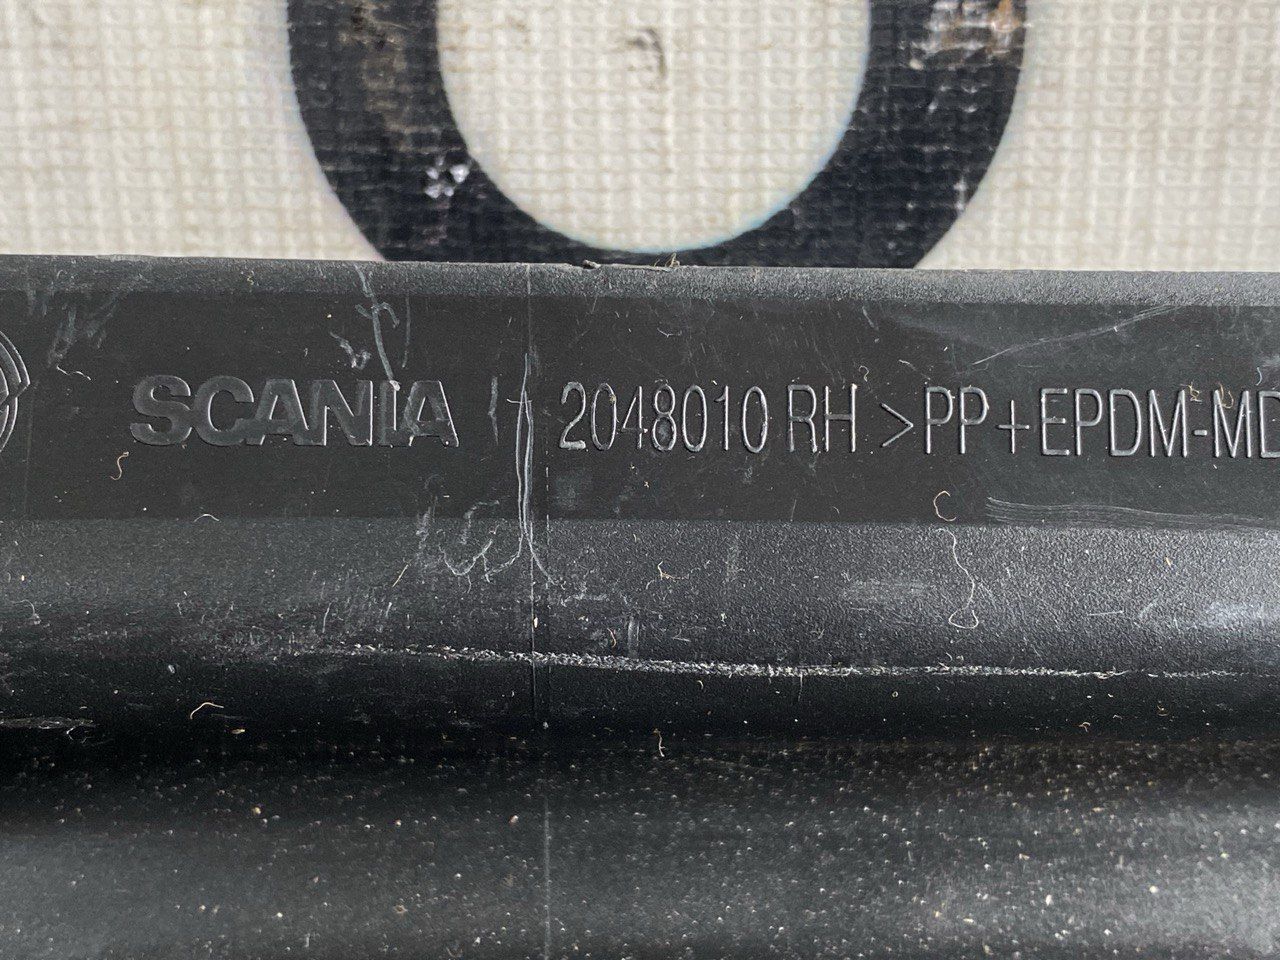 SCANIA 2048010 RH >PP+EPDM-MD